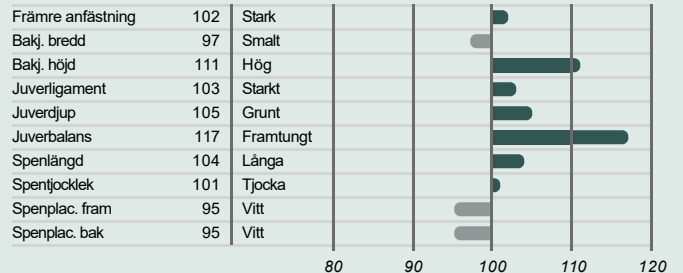 Främre anfästning 102 Stark
Bakj. bredd 97 Smalt
Bakj. höjd 111 Hög
Juverligament 103 Starkt
Juverdjup 105 Grunt
Juverbalans 117 Framtungt
Spenlängd 104 Långa
Spentjocklek 101 Tjocka
Spenplac. fram 95 Vitt
Spenplac. bak 95 Vitt
80 90 100 110 120